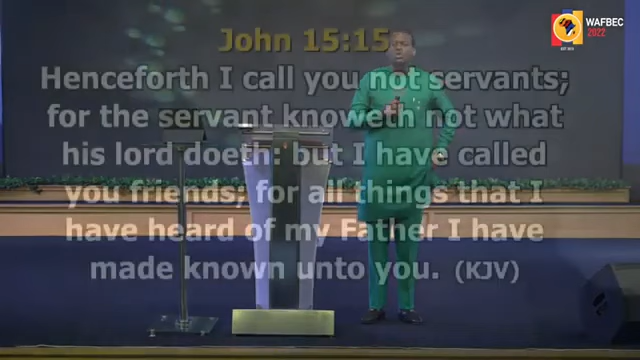 WAFBEC
2022
John 15:15
Henceforth I call you not servants;
for the servant knoweth not what
his lord doeth: but I have called
you friends; for all things that I
have heard of my Father I have
made known unto you. (KJV)